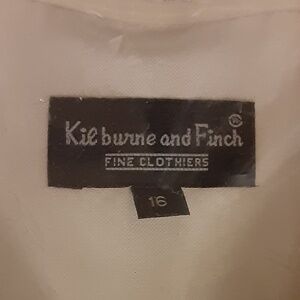 Kilburne and Finch
FINE CLOTHIERS
16